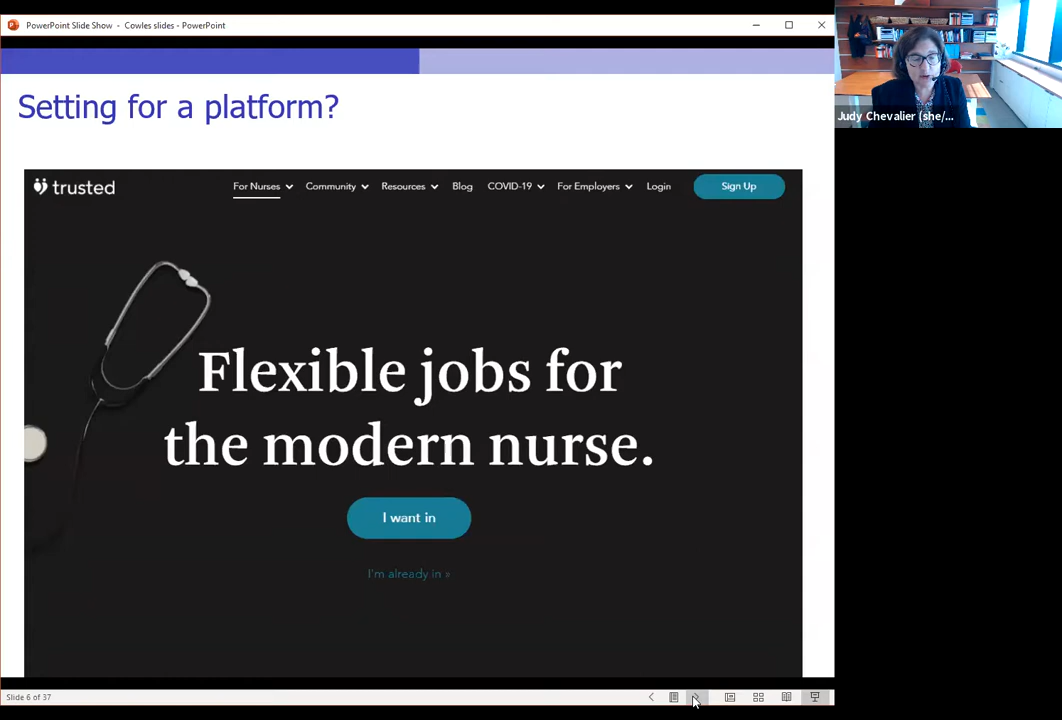 PowerPoint Slide Show - Cowles slides - PowerPoint
Setting for a platform?
trusted
For Nurses
Community
Resources
Blog
COVID-19
For Employers
Login
Sign Up
Flexible jobs for
the modern nurse.
I want in
I'm already in »
Slide 6 of 37
Judy Chevalier (she/...